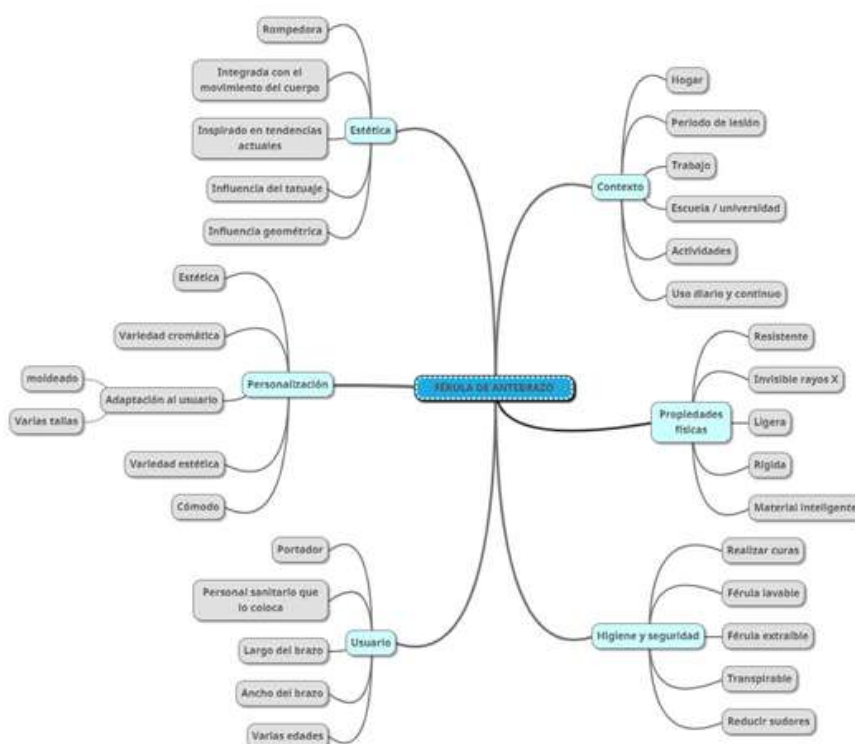 Rompedora
Integrada con el
movimiento del cuerpo
Inspirado en tendencias
actuales
Influencia del tatuaje
Influencia geométrica
Estética
Estética
Variedad cromática
moldeado
Varias tallas
Adaptación al usuario
Variedad estética
Cómodo
Personalización
Portador
Personal sanitario que
lo coloca
Largo del brazo
Ancho del brazo
Varias edades
Usuario
FÉRULA DE ANTEBRAZO
Contexto
Hogar
Periodo de lesión
Trabajo
Escuela / universidad
Actividades
Uso diario y continuo
Propiedades
físicas
Resistente
Invisible rayos X
Ligera
Rígida
Material inteligente
Higiene y seguridad
Realizar curas
Férula lavable
Férula extraíble
Transpirable
Reducir sudores